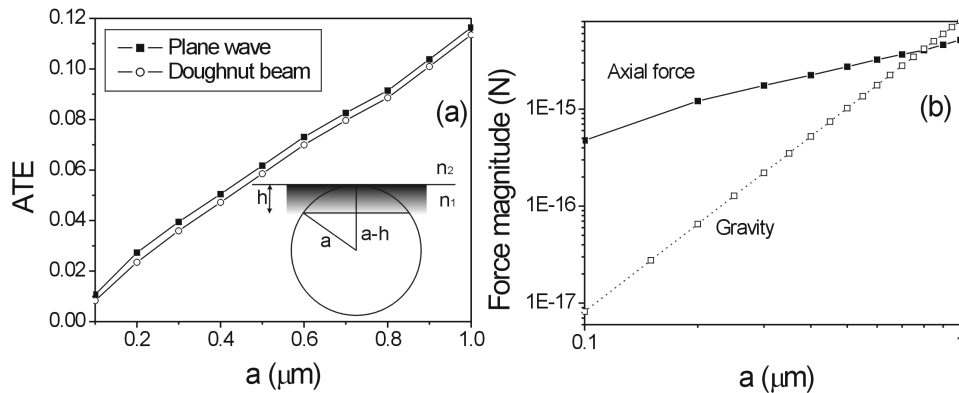 0.12
0.10
0.08
0.06
0.04
0.02
0.00
ATE
Plane wave
Doughnut beam
(a)
n2
n1
h
a
a-h
0.2 0.4 0.6 0.8 1.0
a (μm)
Force magnitude (N)
1E-15
1E-16
1E-17
Axial force
(b)
Gravity
0.1 1
a (μm)